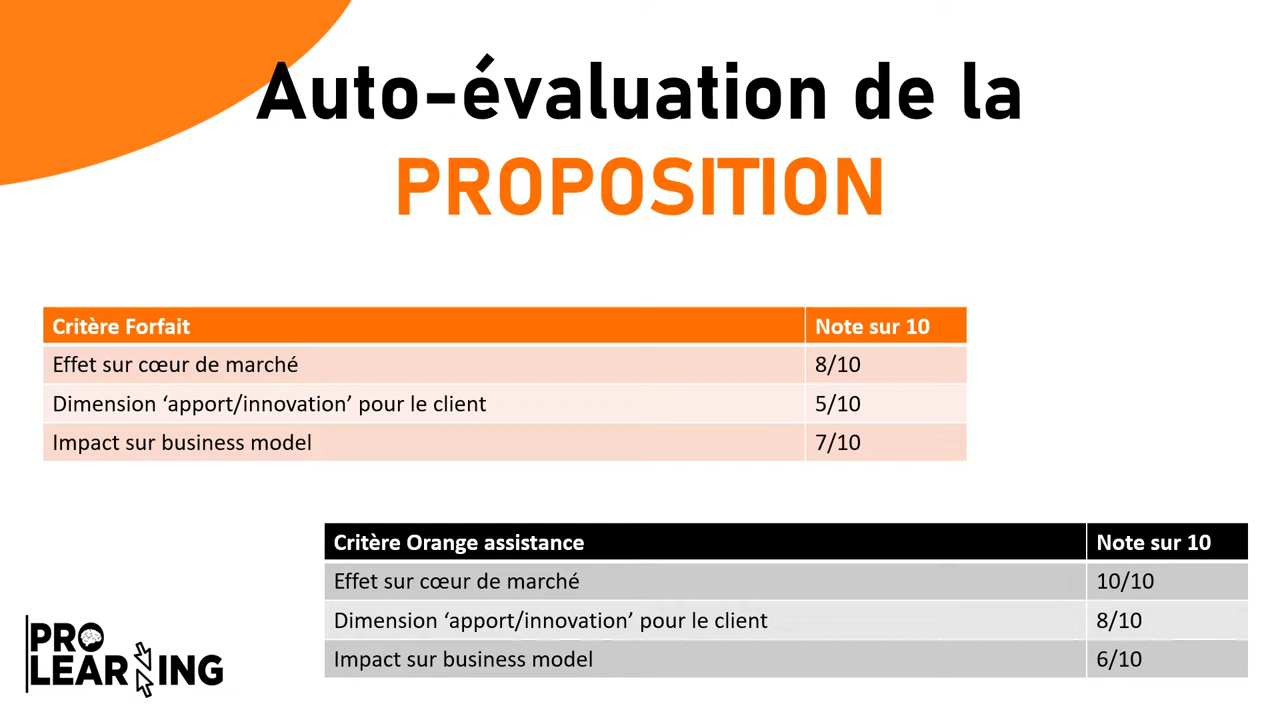 Auto-évaluation de la
PROPOSITION
Critère Forfait Note sur 10
Effet sur cœur de marché 8/10
Dimension ‘apport/innovation’ pour le client 5/10
Impact sur business model 7/10
Critère Orange assistance Note sur 10
Effet sur cœur de marché 10/10
Dimension ‘apport/innovation’ pour le client 8/10
Impact sur business model 6/10
PRO
LEARNING